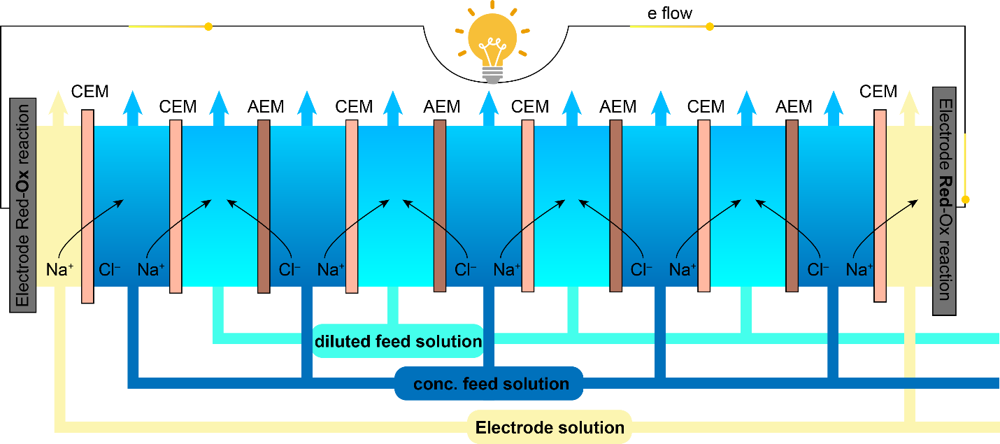 e flow
CEM
CEM
AEM
CEM
AEM
CEM
AEM
CEM
AEM
CEM
Electrode Red-Ox reaction
Electrode Red-Ox reaction
Na⁺
Cl⁻
Na⁺
Cl⁻
Na⁺
Cl⁻
Na⁺
Cl⁻
Na⁺
Cl⁻
Na⁺
diluted feed solution
conc. feed solution
Electrode solution